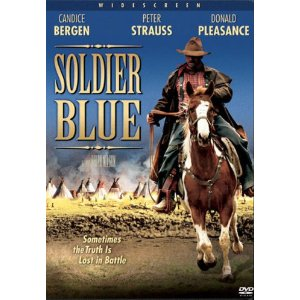 WIDESCREEN
CANDICE BERGEN
PETER STRAUSS
DONALD PLEASANCE
SOLDIER
BLUE
Sometimes
the Truth Is
Lost in Battle
DVD